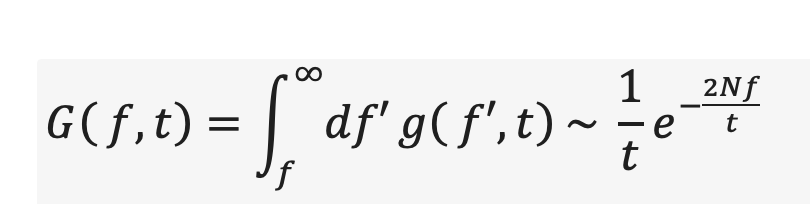 G(f,t) = ∫_f^∞ df′ g(f′,t) ~ 1/t e^{-2Nf/t}